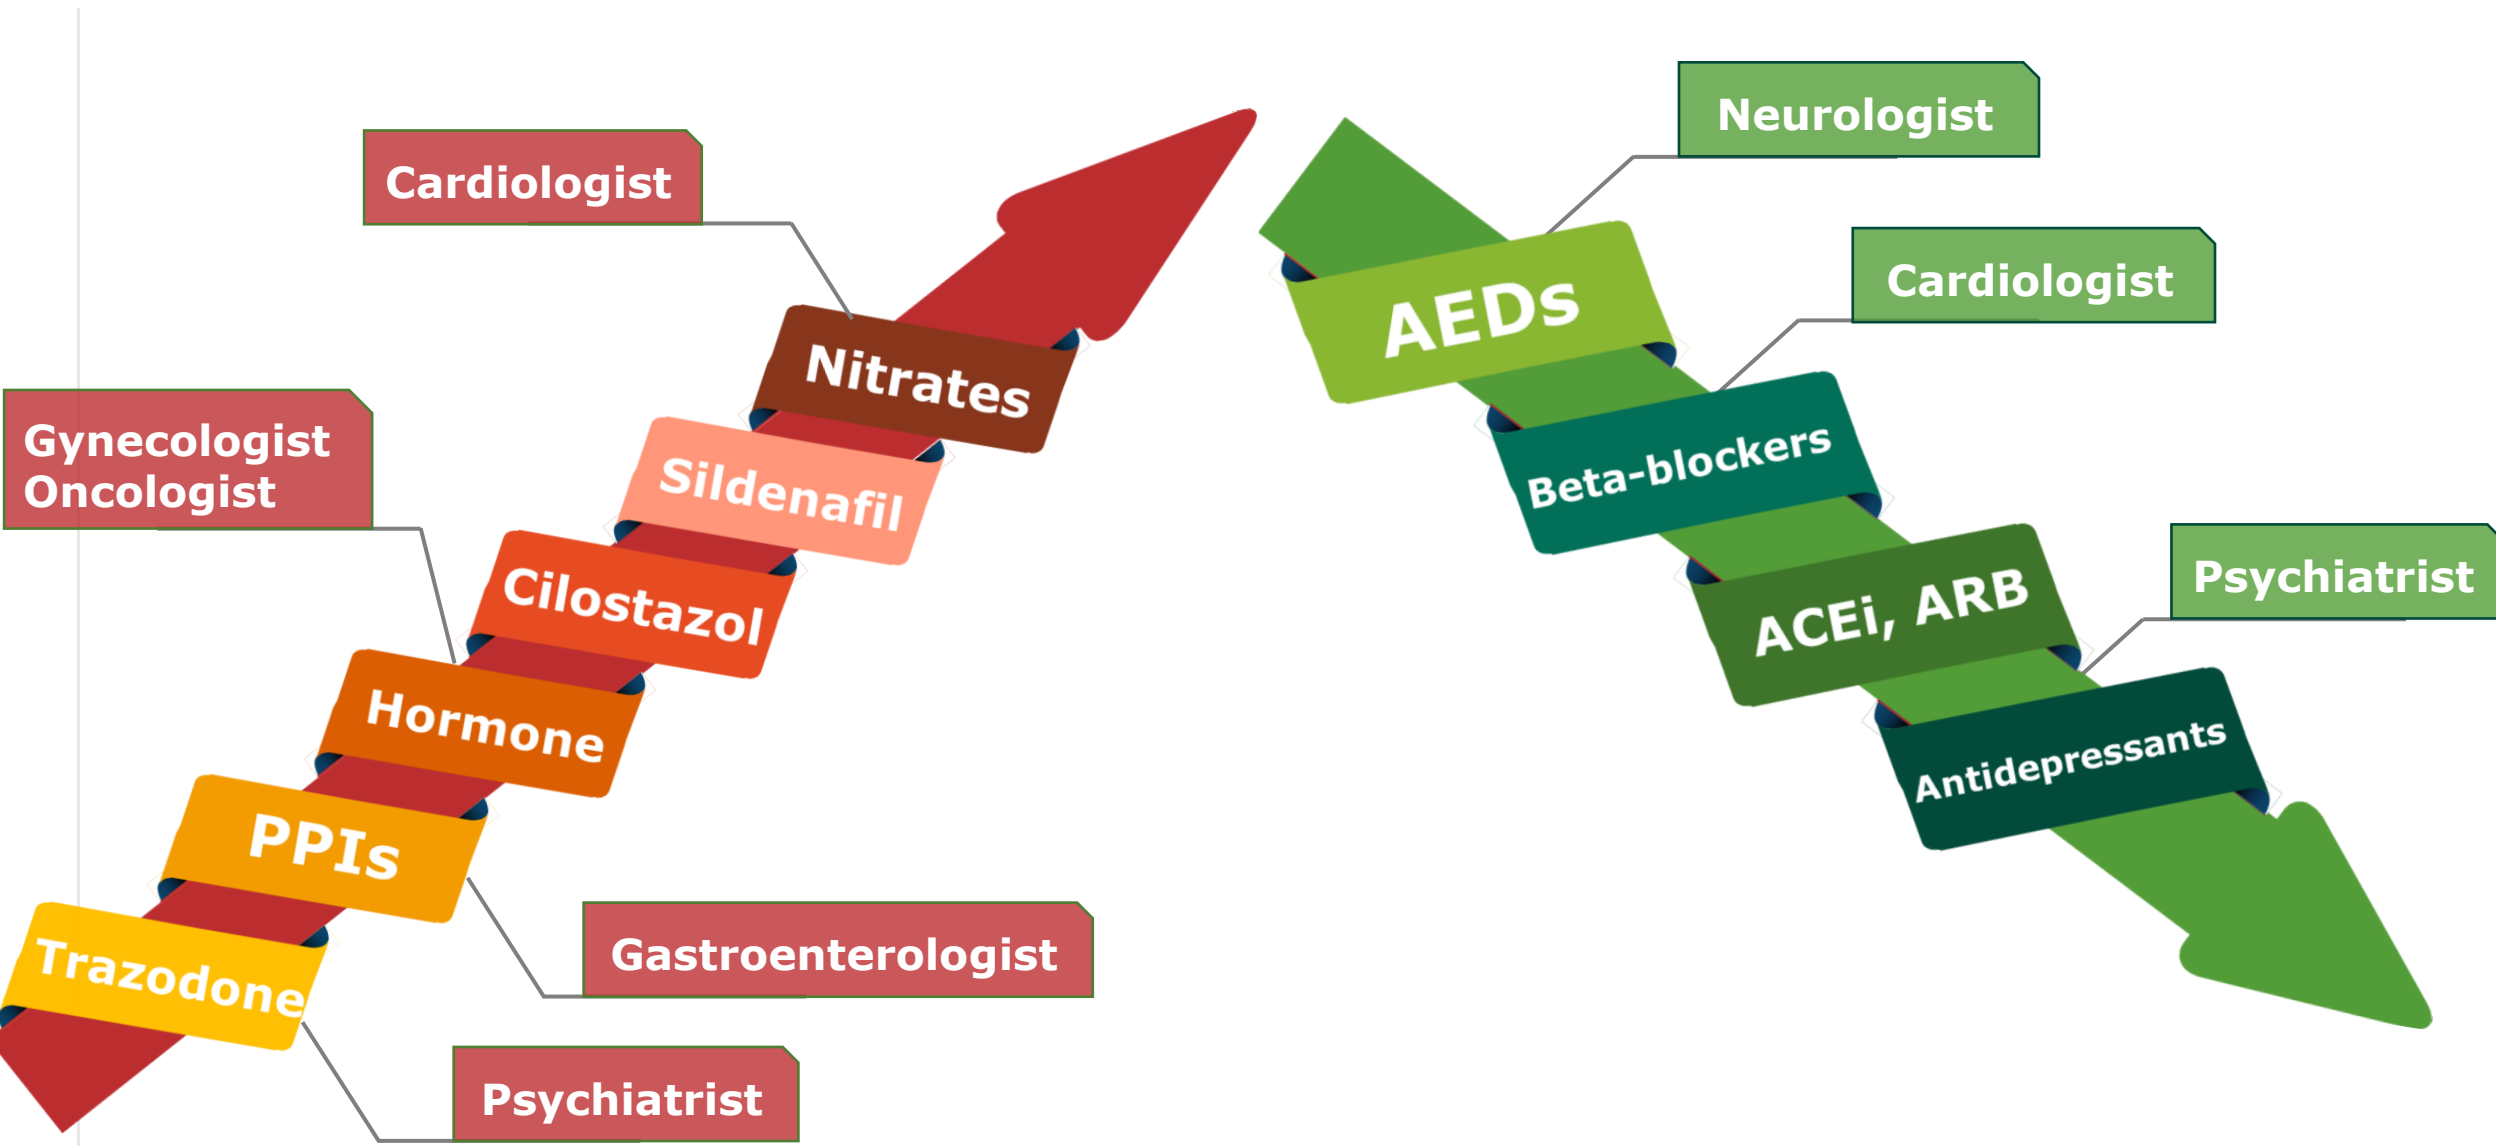 Neurologist
Cardiologist
Cardiologist
AEDs
Nitrates
Gynecologist
Oncologist
Beta-blockers
Sildenafil
Psychiatrist
Cilostazol
ACEi, ARB
Hormone
Antidepressants
PPIs
Gastroenterologist
Trazodone
Psychiatrist